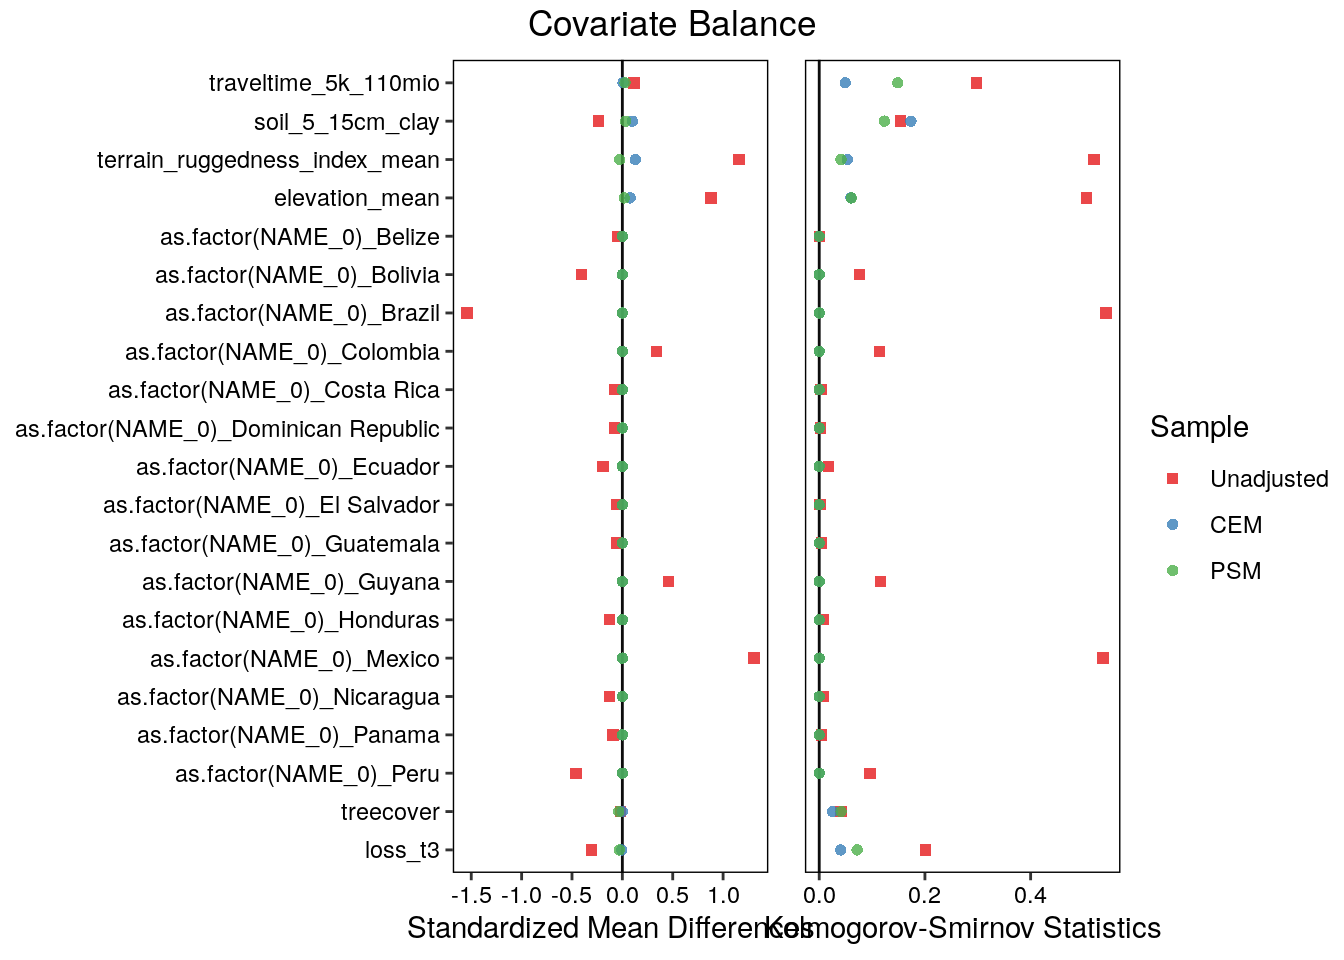 Covariate Balance
traveltime_5k_110mio
soil_5_15cm_clay
terrain_ruggedness_index_mean
elevation_mean
as.factor(NAME_0)_Belize
as.factor(NAME_0)_Bolivia
as.factor(NAME_0)_Brazil
as.factor(NAME_0)_Colombia
as.factor(NAME_0)_Costa Rica
as.factor(NAME_0)_Dominican Republic
as.factor(NAME_0)_Ecuador
as.factor(NAME_0)_El Salvador
as.factor(NAME_0)_Guatemala
as.factor(NAME_0)_Guyana
as.factor(NAME_0)_Honduras
as.factor(NAME_0)_Mexico
as.factor(NAME_0)_Nicaragua
as.factor(NAME_0)_Panama
as.factor(NAME_0)_Peru
treecover
loss_t3
-1.5 -1.0 -0.5 0.0 0.5 1.0
0.0 0.2 0.4
Standardized Mean Differences
Kolmogorov-Smirnov Statistics
Sample
Unadjusted
CEM
PSM